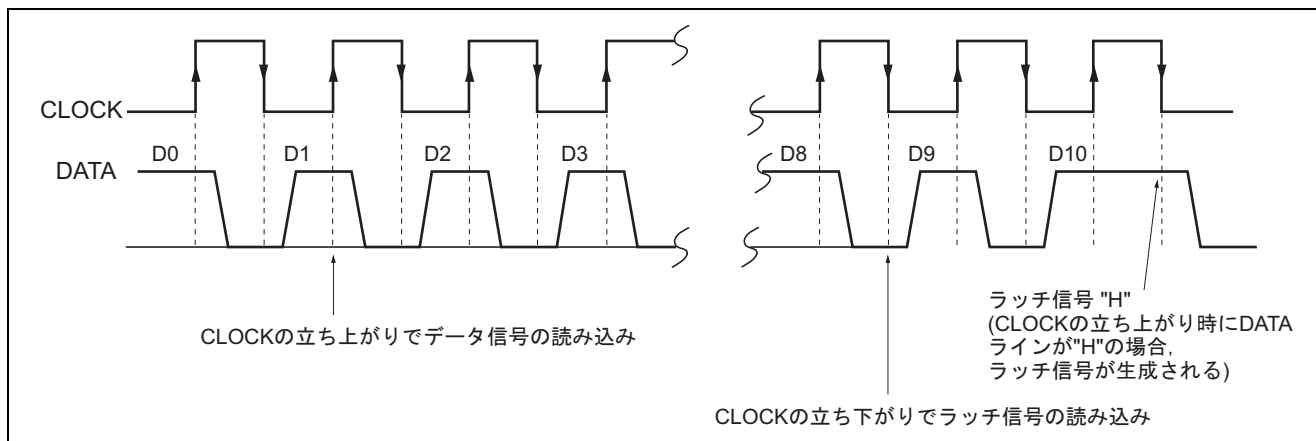 CLOCK
D0
D1
D2
D3
D8
D9
D10
DATA
CLOCKの立ち上がりでデータ信号の読み込み
ラッチ信号 "H"
(CLOCKの立ち上がり時にDATA
ラインが"H"の場合,
ラッチ信号が生成される)
CLOCKの立ち下がりでラッチ信号の読み込み